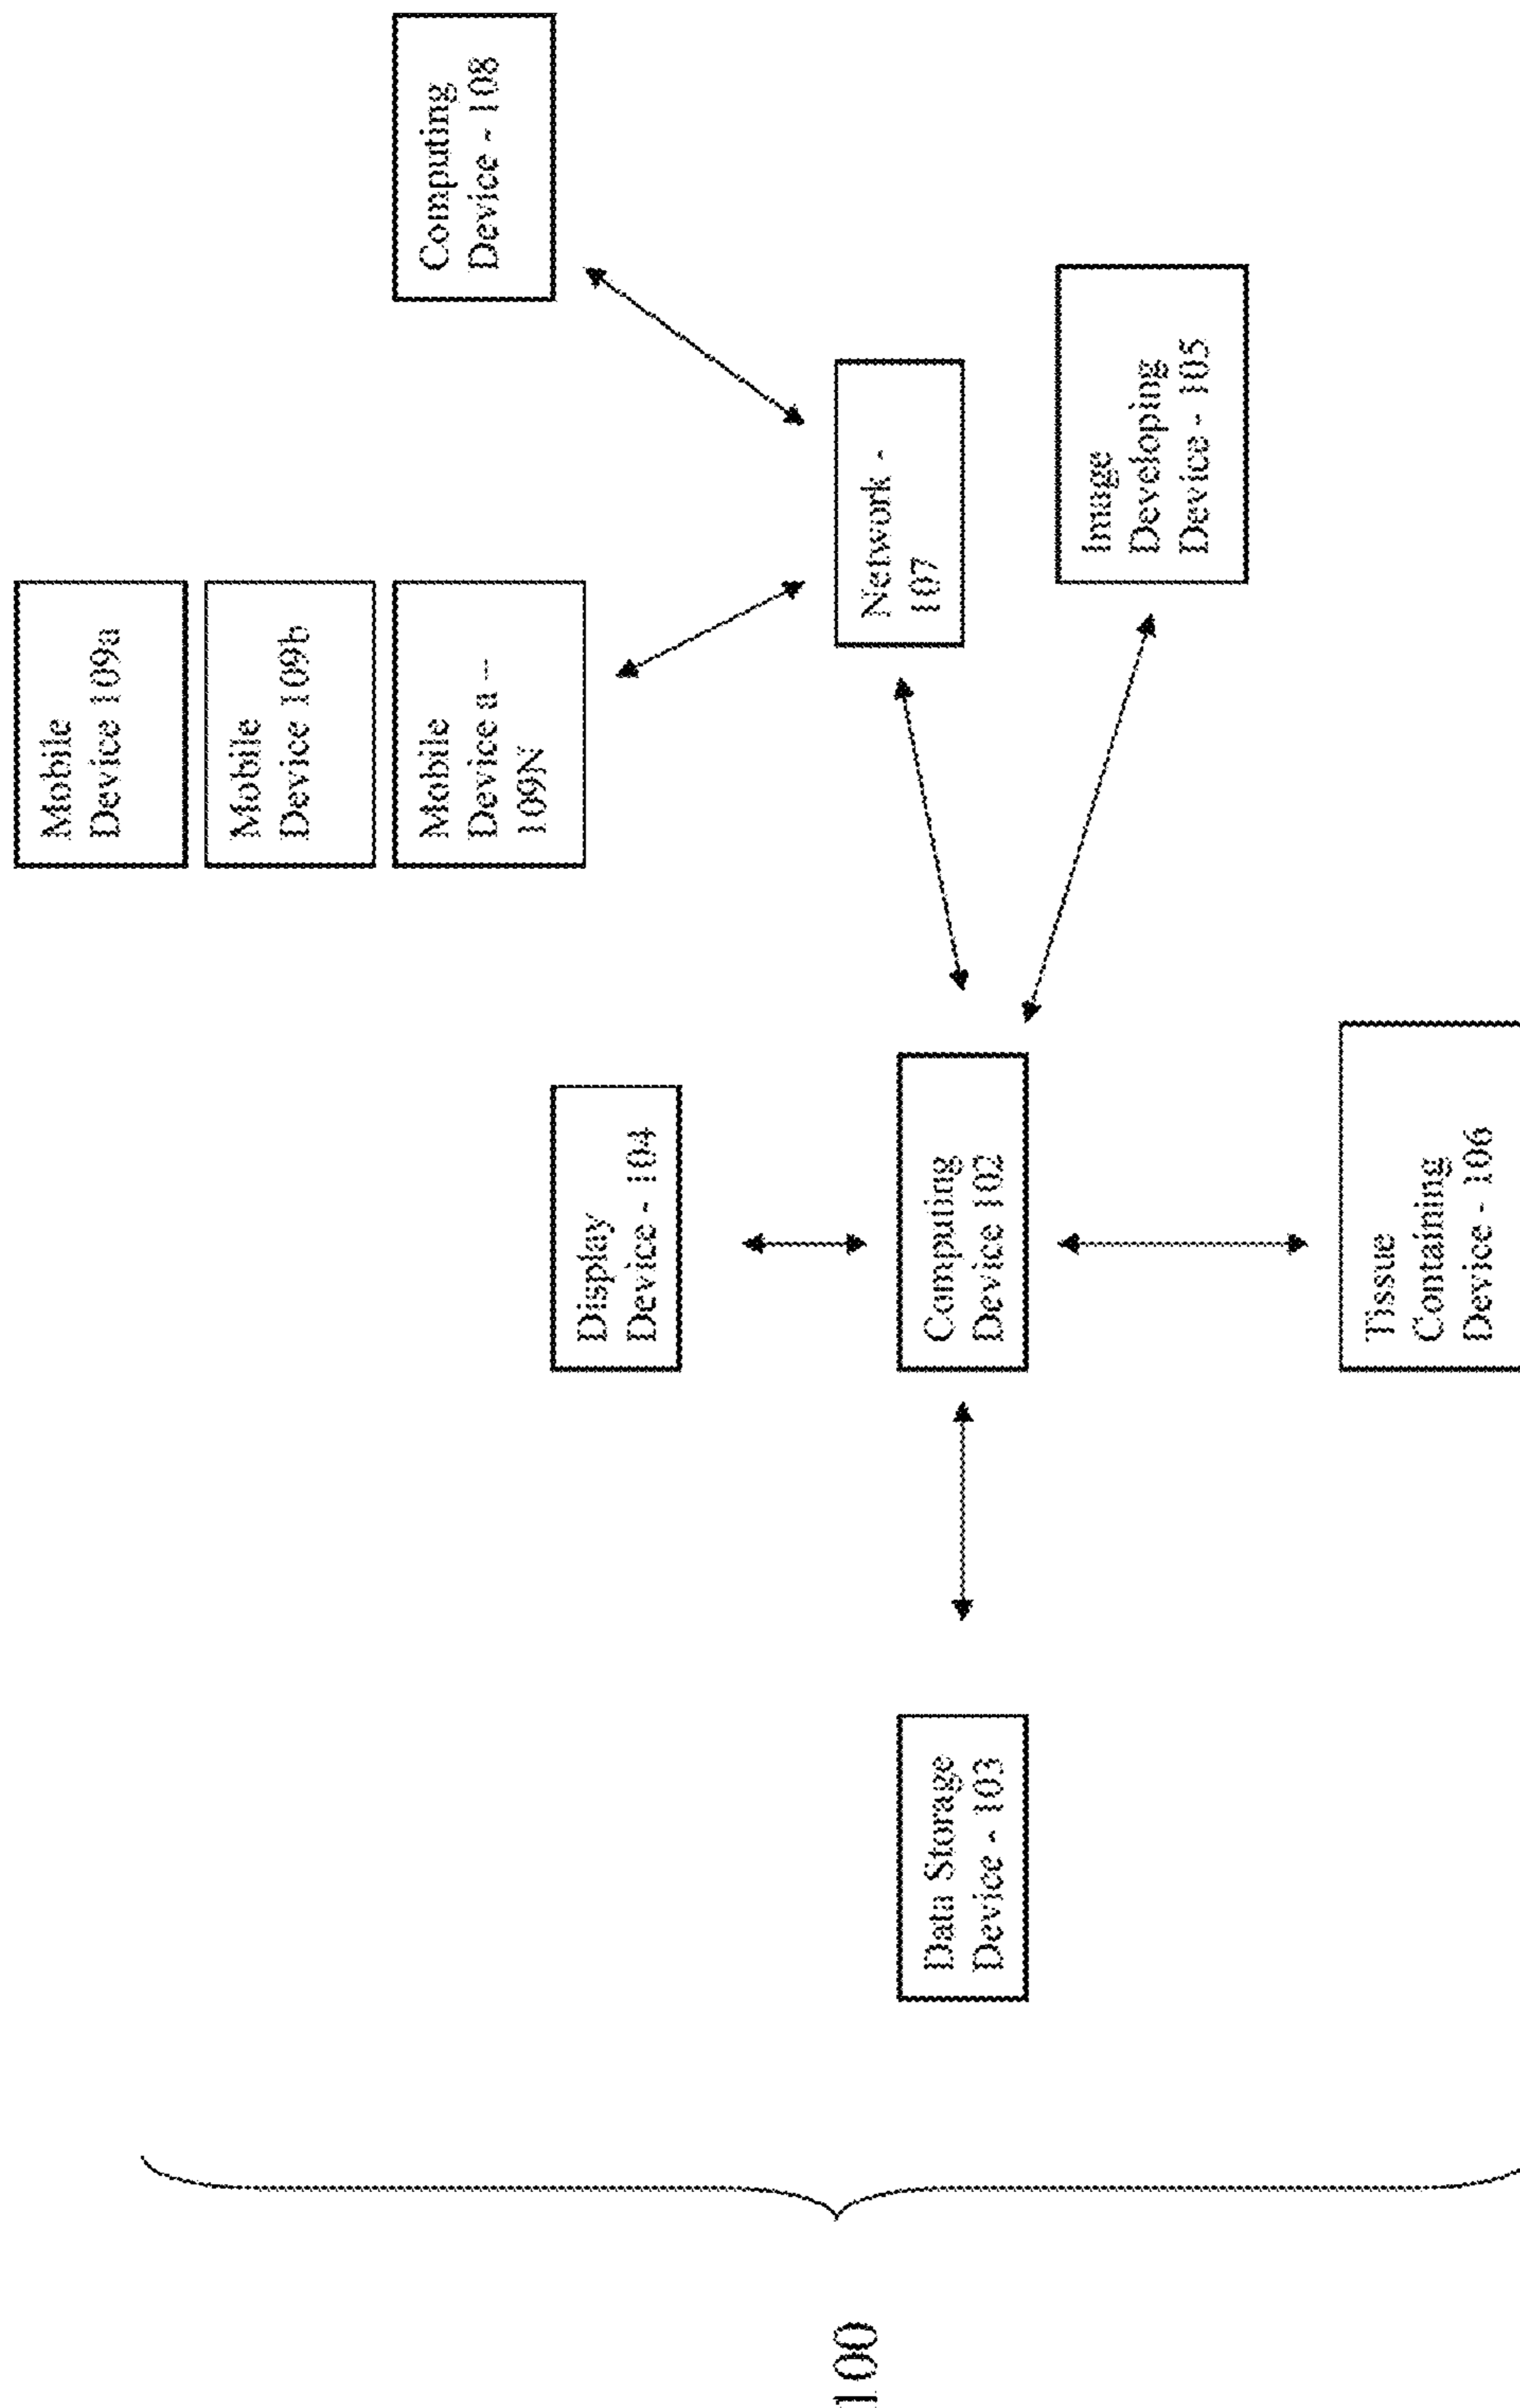 Mobile
Device 109a
Mobile
Device 109b
Mobile
Device a –
109N
Computing
Device - 108
Display
Device - 104
Network -
107
Data Storage
Device - 103
Computing
Device 102
Image
Developing
Device - 105
Tissue
Containing
Device - 106
100